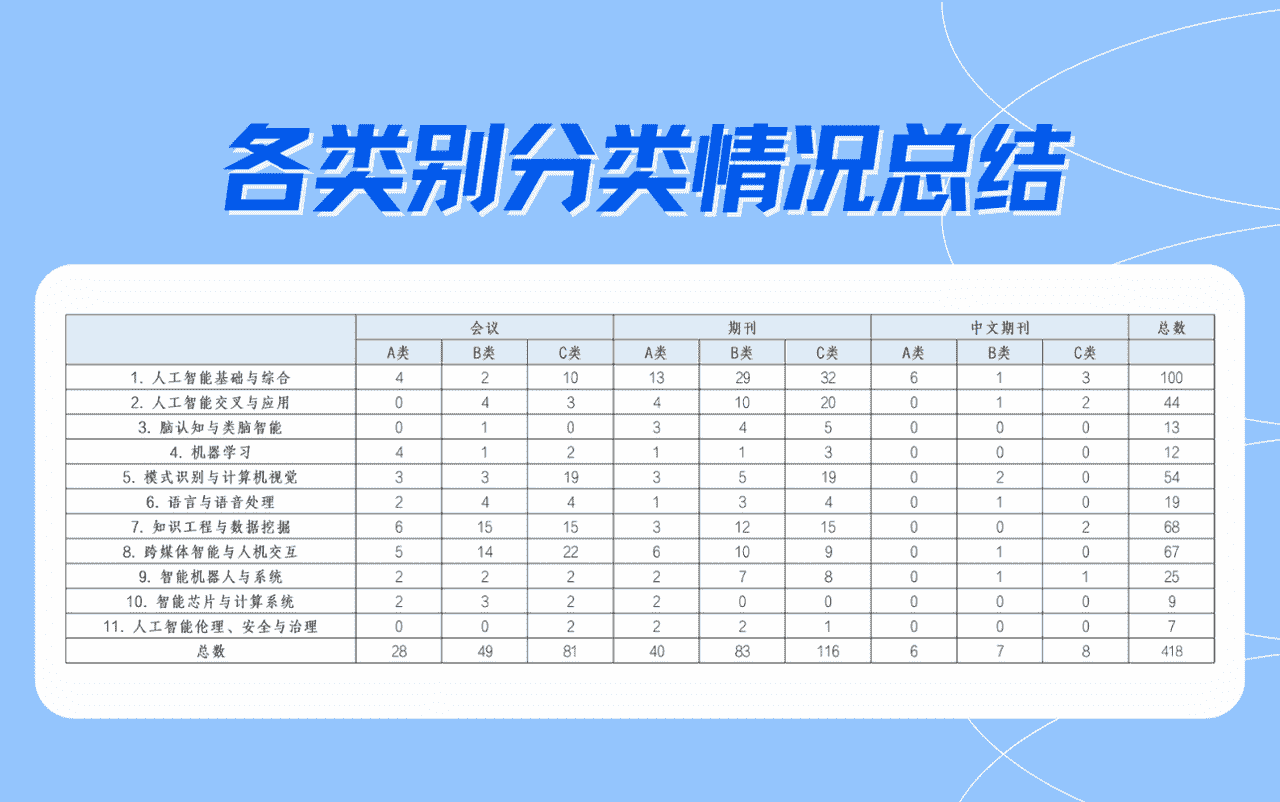 各类别分类情况总结
会议 期刊 中文期刊 总数
A类 B类 C类 A类 B类 C类 A类 B类 C类
1. 人工智能基础与综合 4 2 10 13 29 32 6 1 3 100
2. 人工智能交叉与应用 0 4 3 4 10 20 0 1 2 44
3. 脑认知与类脑智能 0 1 0 3 4 5 0 0 0 13
4. 机器学习 4 1 2 1 1 3 0 0 0 12
5. 模式识别与计算机视觉 3 3 19 3 5 19 0 2 0 54
6. 语言与语音处理 2 4 4 1 3 4 0 1 0 19
7. 知识工程与数据挖掘 6 15 15 3 12 15 0 0 2 68
8. 跨媒体智能与人机交互 5 14 22 6 10 9 0 1 0 67
9. 智能机器人与系统 2 2 2 2 7 8 0 1 1 25
10. 智能芯片与计算系统 2 3 2 2 0 0 0 0 0 9
11. 人工智能伦理、安全与治理 0 0 2 2 2 1 0 0 0 7
总数 28 49 81 40 83 116 6 7 8 418